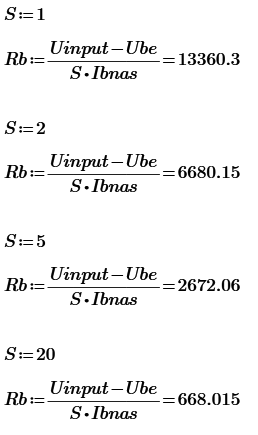 S:=1
Rb:=(Uinput−Ube)/(S•Ibnas)=13360.3
S:=2
Rb:=(Uinput−Ube)/(S•Ibnas)=6680.15
S:=5
Rb:=(Uinput−Ube)/(S•Ibnas)=2672.06
S:=20
Rb:=(Uinput−Ube)/(S•Ibnas)=668.015